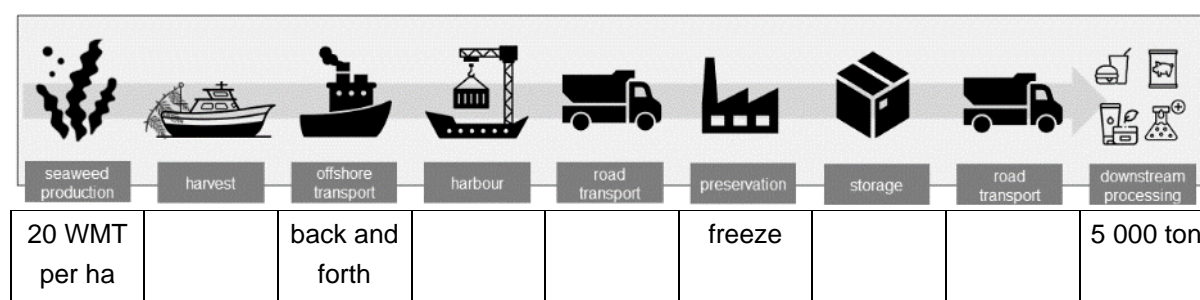 seaweed
production
harvest
offshore
transport
harbour
road
transport
preservation
storage
road
transport
downstream
processing
20 WMT
per ha
back and
forth
freeze
5 000 ton